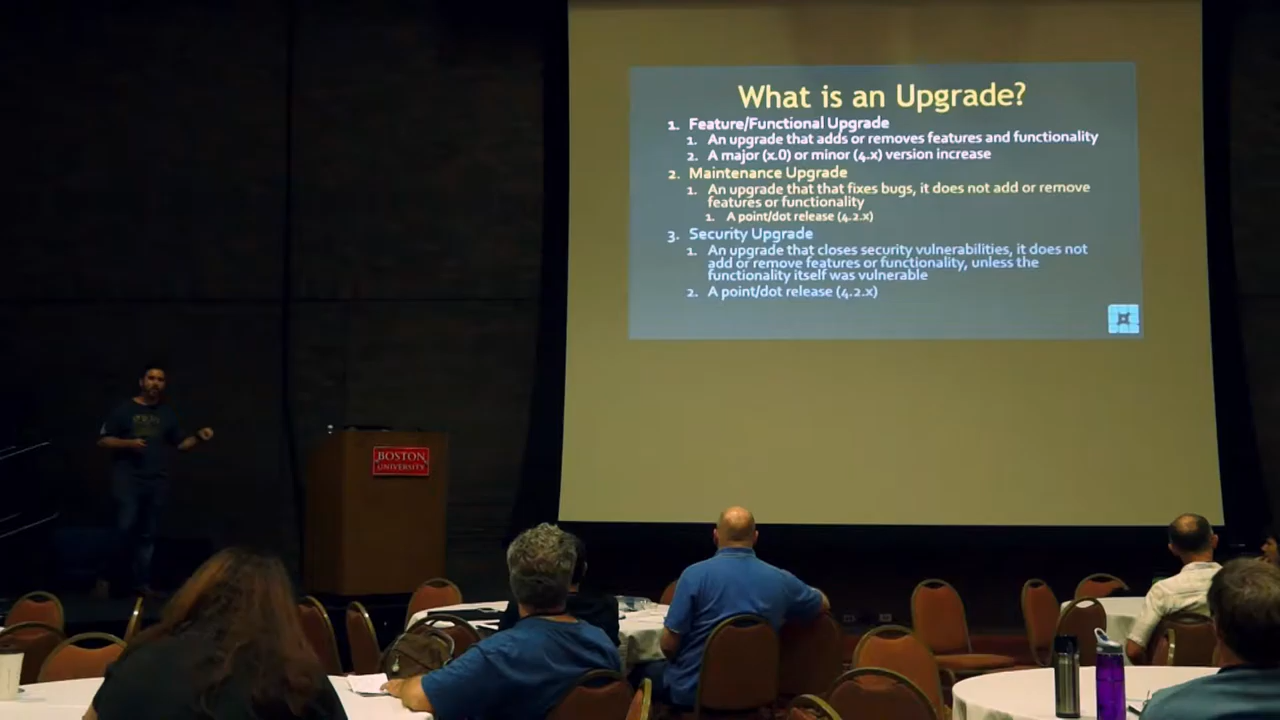 What is an Upgrade?
1. Feature/Functional Upgrade
1. An upgrade that adds or removes features and functionality
2. A major (x.0) or minor (4.x) version increase
2. Maintenance Upgrade
1. An upgrade that that fixes bugs, it does not add or remove
features or functionality
1. A point/dot release (4.2.x)
3. Security Upgrade
1. An upgrade that closes security vulnerabilities, it does not
add or remove features or functionality, unless the
functionality itself was vulnerable
2. A point/dot release (4.2.x)
BOSTON
UNIVERSITY